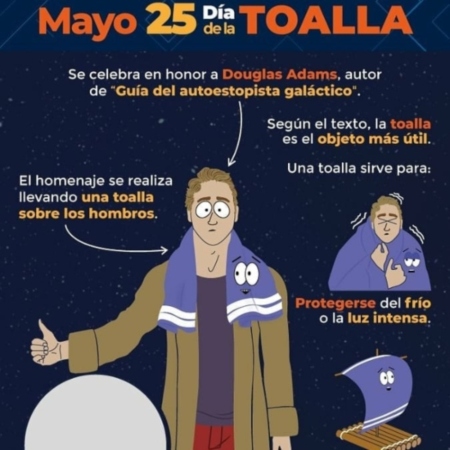 Mayo 25 Día de la TOALLA
Se celebra en honor a Douglas Adams, autor
de "Guía del autoestopista galáctico".
Según el texto, la toalla
es el objeto más útil.
Una toalla sirve para:
El homenaje se realiza
llevando una toalla
sobre los hombros.
Protegerse del frío
o la luz intensa.